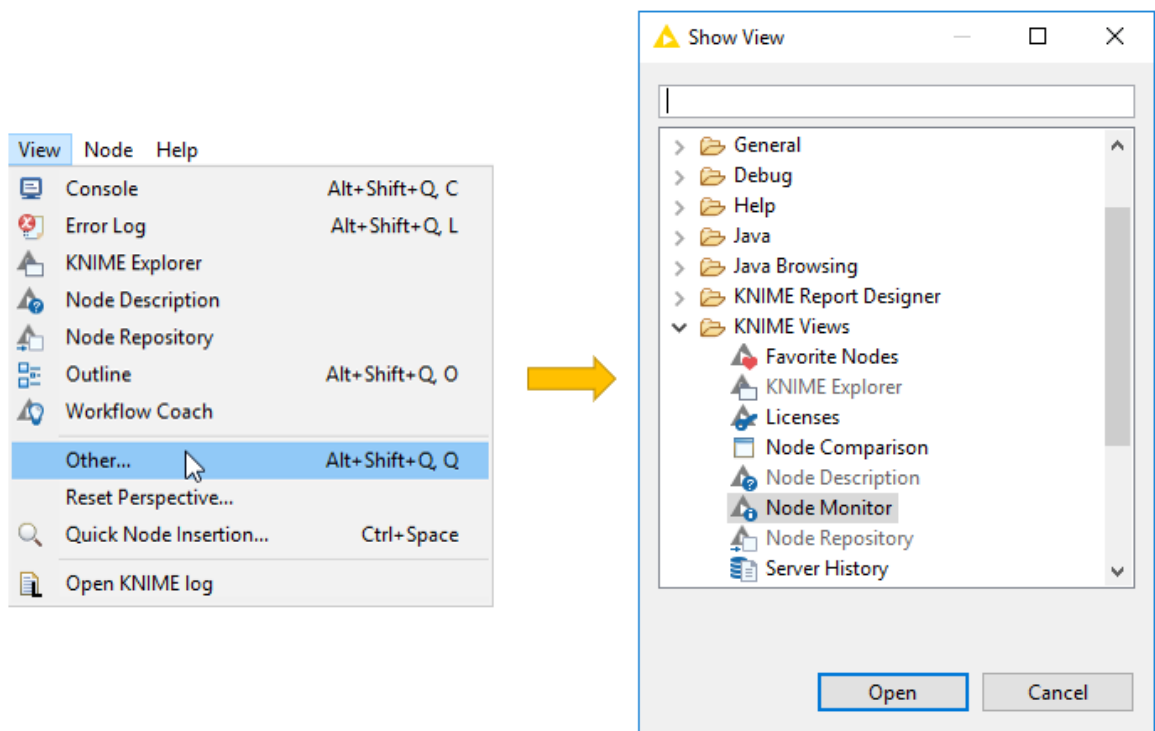 View Node Help
Console Alt+Shift+Q, C
Error Log Alt+Shift+Q, L
KNIME Explorer
Node Description
Node Repository
Outline Alt+Shift+Q, O
Workflow Coach
Other... Alt+Shift+Q, Q
Reset Perspective...
Quick Node Insertion... Ctrl+Space
Open KNIME log
Show View
General
Debug
Help
Java
Java Browsing
KNIME Report Designer
KNIME Views
Favorite Nodes
KNIME Explorer
Licenses
Node Comparison
Node Description
Node Monitor
Node Repository
Server History
Open Cancel